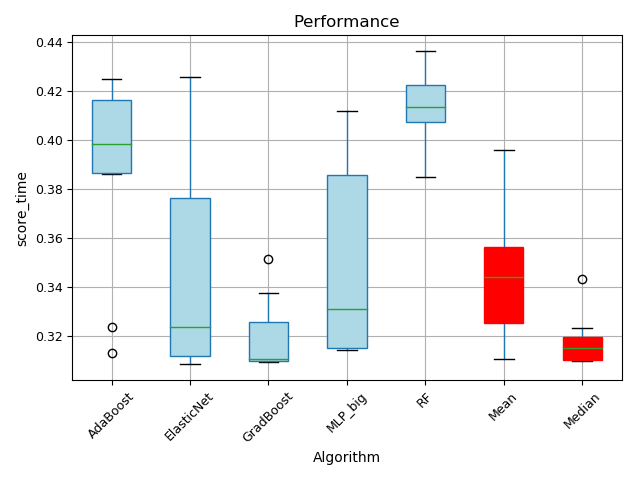 Performance
0.44
0.42
0.40
0.38
0.36
0.34
0.32
score_time
AdaBoost
ElasticNet
GradBoost
MLP_big
RF
Mean
Median
Algorithm